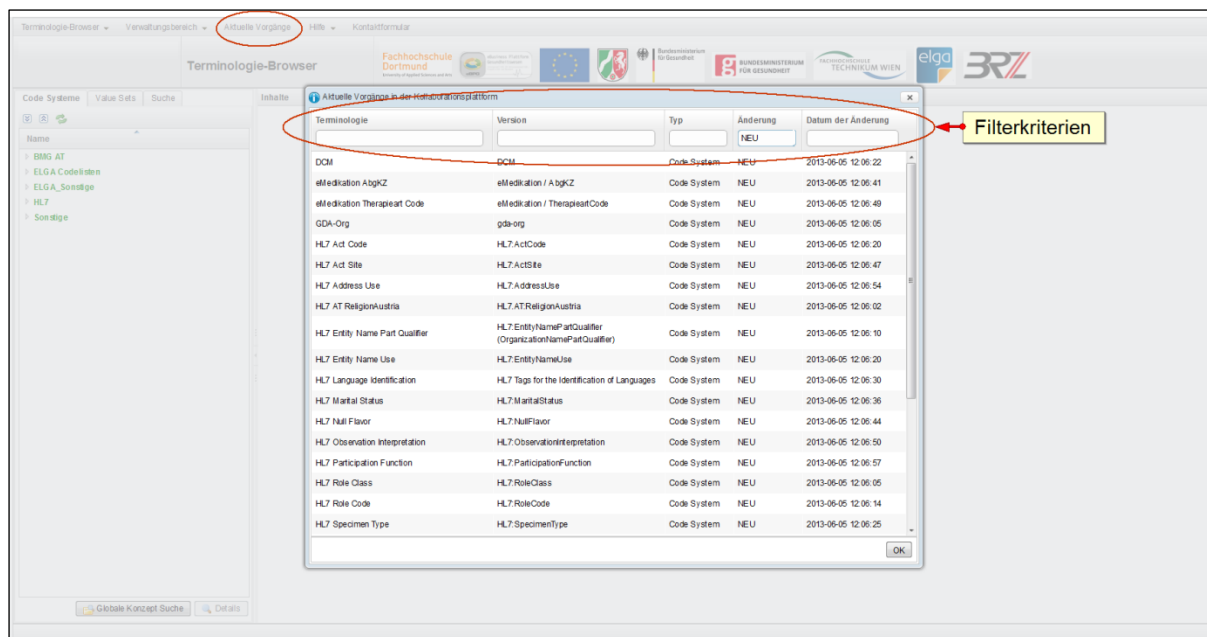 Terminologie-Browser Verwaltungsbereich Aktuelle Vorgänge Hilfe Kontaktformular
Terminologie-Browser
Fachhochschule
Dortmund
University of Applied Sciences and Arts
Bundesministerium
für Gesundheit
BUNDESMINISTERIUM
FÜR GESUNDHEIT
FACHHOCHSCHULE
TECHNIKUM WIEN
elga
BRZ
Code Systeme Value Sets Suche
Inhalte
Name
BMG AT
ELGA Codelisten
ELGA_Sonstige
HL7
Sonstige
Globale Konzept Suche Details
Aktuelle Vorgänge in der Kollaborationsplattform
Terminologie Version Typ Änderung Datum der Änderung
NEU
DCM DCM Code System NEU 2013-06-05 12:06:22
eMedikation AbgKZ eMedikation / AbgKZ Code System NEU 2013-06-05 12:06:41
eMedikation Therapieart Code eMedikation / TherapieartCode Code System NEU 2013-06-05 12:06:49
GDA-Org gda-org Code System NEU 2013-06-05 12:06:05
HL7 Act Code HL7:ActCode Code System NEU 2013-06-05 12:06:20
HL7 Act Site HL7:ActSite Code System NEU 2013-06-05 12:06:47
HL7 Address Use HL7:AddressUse Code System NEU 2013-06-05 12:06:54
HL7 AT ReligionAustria HL7.AT:ReligionAustria Code System NEU 2013-06-05 12:06:02
HL7 Entity Name Part Qualifier HL7:EntityNamePartQualifier (OrganizationNamePartQualifier) Code System NEU 2013-06-05 12:06:10
HL7 Entity Name Use HL7:EntityNameUse Code System NEU 2013-06-05 12:06:20
HL7 Language Identification HL7 Tags for the Identification of Languages Code System NEU 2013-06-05 12:06:30
HL7 Marital Status HL7:MaritalStatus Code System NEU 2013-06-05 12:06:36
HL7 Null Flavor HL7:NullFlavor Code System NEU 2013-06-05 12:06:44
HL7 Observation Interpretation HL7:ObservationInterpretation Code System NEU 2013-06-05 12:06:50
HL7 Participation Function HL7:ParticipationFunction Code System NEU 2013-06-05 12:06:57
HL7 Role Class HL7:RoleClass Code System NEU 2013-06-05 12:06:05
HL7 Role Code HL7:RoleCode Code System NEU 2013-06-05 12:06:14
HL7 Specimen Type HL7:SpecimenType Code System NEU 2013-06-05 12:06:25
OK
Filterkriterien